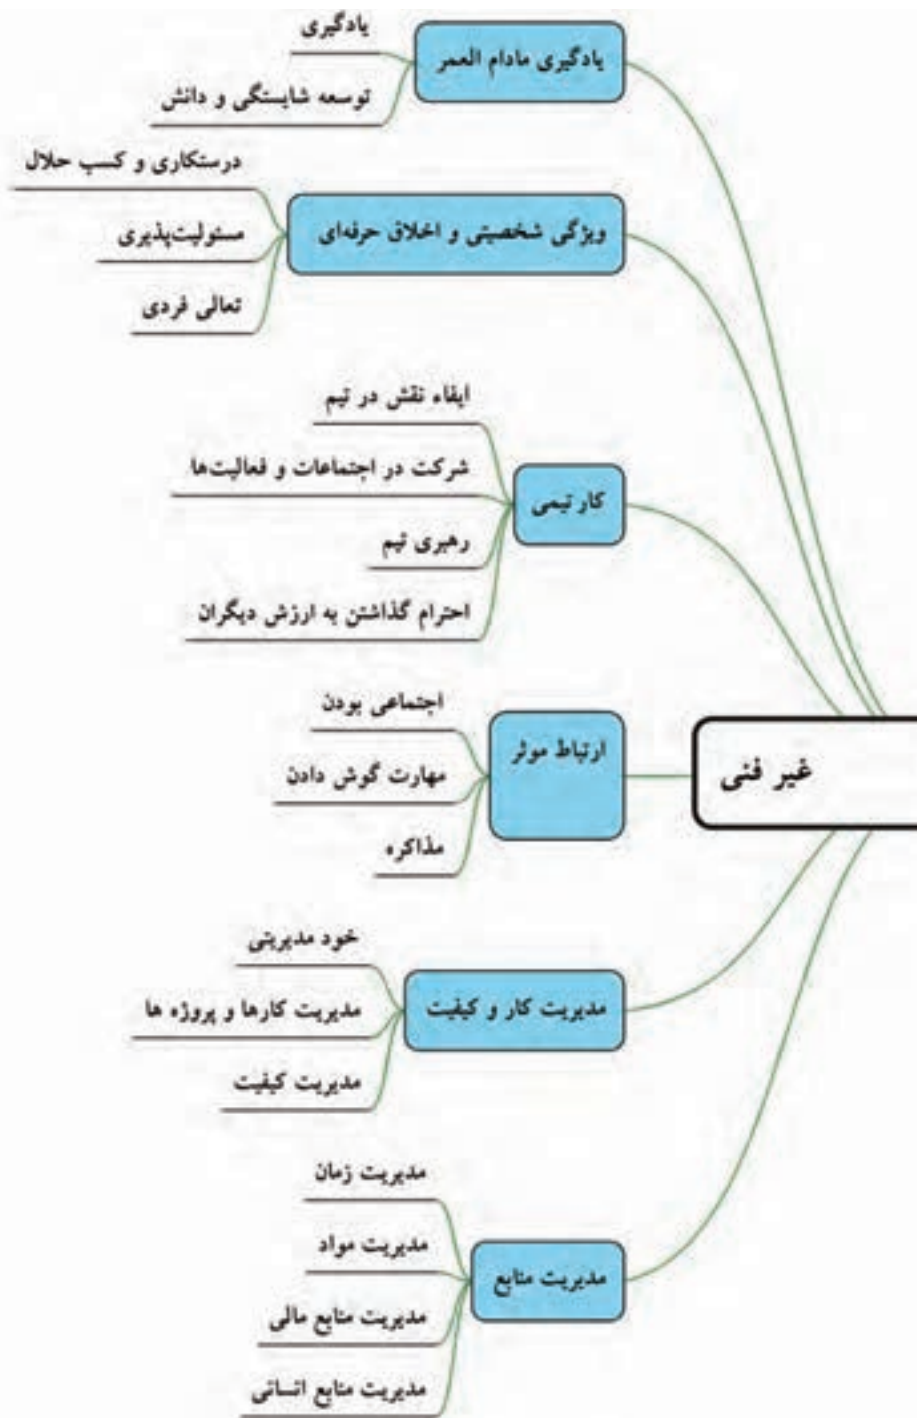 غیر فنی
یادگیری مادام العمر
یادگیری
توسعه شایستگی و دانش
ویژگی شخصیتی و اخلاق حرفه‌ای
درستکاری و کسب حلال
مسئولیت‌پذیری
تعالی فردی
کار تیمی
ایفاء نقش در تیم
شرکت در اجتماعات و فعالیت‌ها
رهبری تیم
احترام گذاشتن به ارزش دیگران
ارتباط موثر
اجتماعی بودن
مهارت گوش دادن
مذاکره
مدیریت کار و کیفیت
خود مدیریتی
مدیریت کارها و پروژه ها
مدیریت کیفیت
مدیریت منابع
مدیریت زمان
مدیریت مواد
مدیریت منابع مالی
مدیریت منابع انسانی